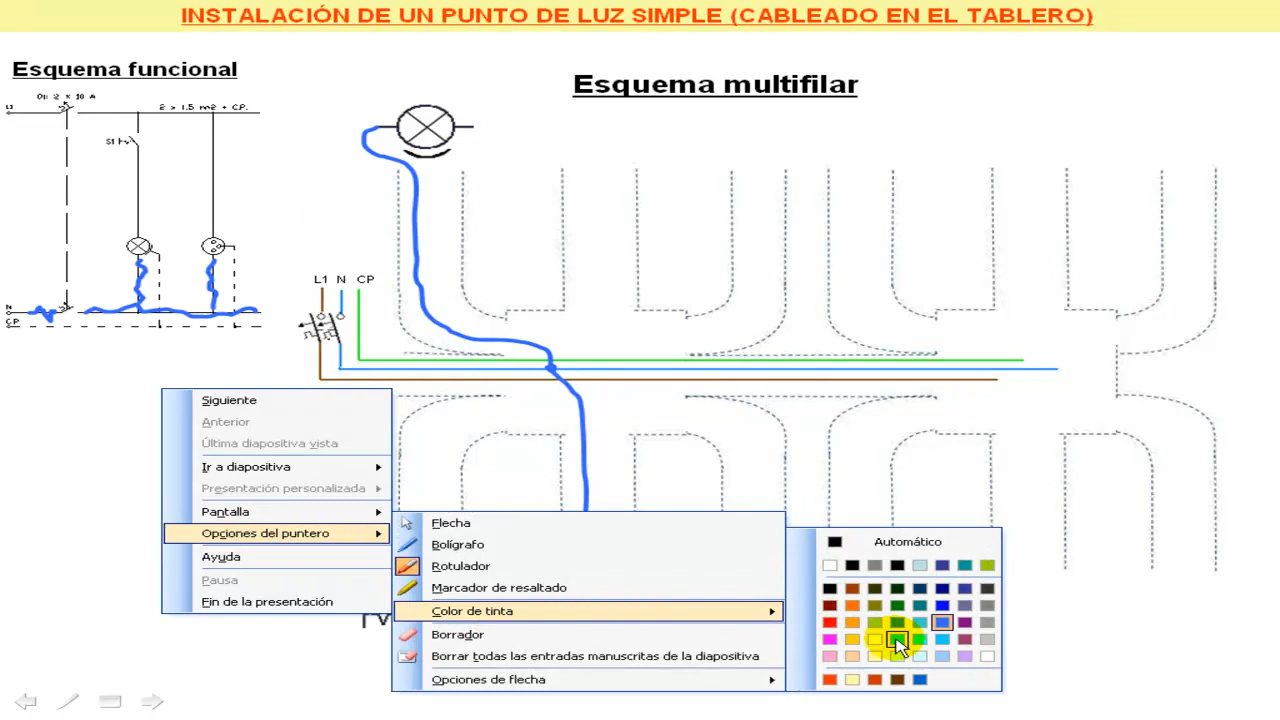 INSTALACIÓN DE UN PUNTO DE LUZ SIMPLE (CABLEADO EN EL TABLERO)
Esquema funcional
Esquema multifilar
L1
S1
N
CP
L1 N CP
Siguiente
Anterior
Última diapositiva vista
Ir a diapositiva
Presentación personalizada
Pantalla
Opciones del puntero
Ayuda
Pausa
Fin de la presentación
Flecha
Bolígrafo
Rotulador
Marcador de resaltado
Color de tinta
Borrador
Borrar todas las entradas manuscritas de la diapositiva
Opciones de flecha
Automático